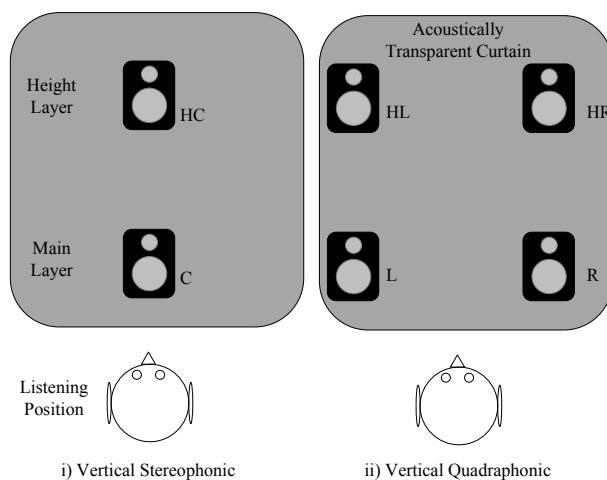 Height
Layer
HC
Main
Layer
C
Listening
Position
i) Vertical Stereophonic
Acoustically
Transparent Curtain
HL
HR
L
R
ii) Vertical Quadraphonic